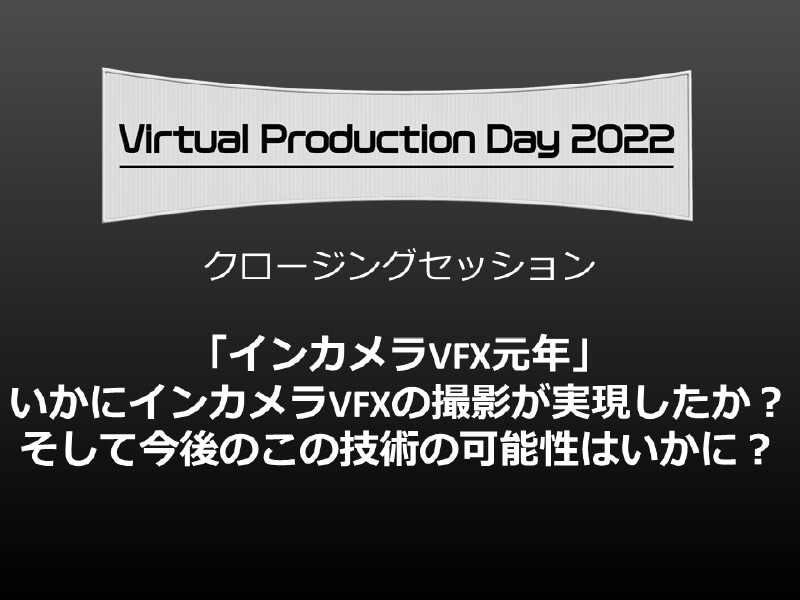 Virtual Production Day 2022
クロージングセッション
「インカメラVFX元年」
いかにインカメラVFXの撮影が実現したか？
そして今後のこの技術の可能性はいかに？